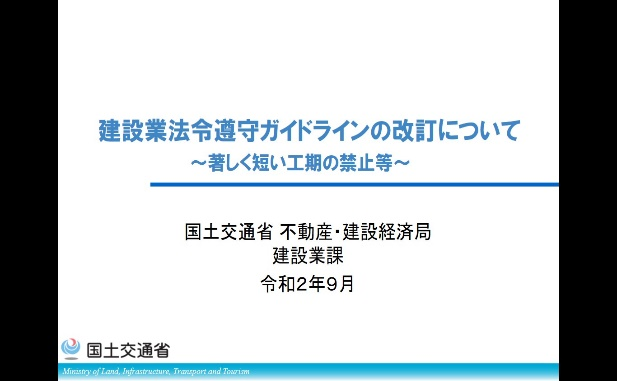 建設業法令遵守ガイドラインの改訂について
～著しく短い工期の禁止等～
国土交通省 不動産・建設経済局
建設業課
令和２年９月
国土交通省
Ministry of Land, Infrastructure, Transport and Tourism